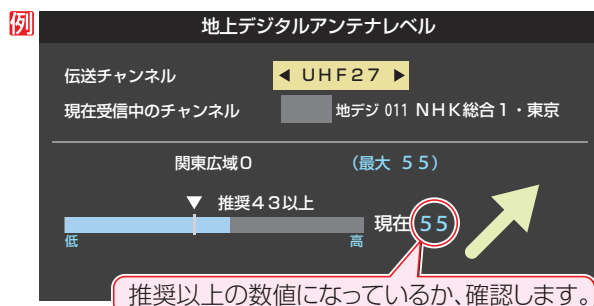 例
地上デジタルアンテナレベル
伝送チャンネル ◀ UHF27 ▶
現在受信中のチャンネル 地デジ 011 NHK総合1・東京
関東広域0 (最大 55)
▼ 推奨43以上
現在 55
低 高
推奨以上の数値になっているか、確認します。